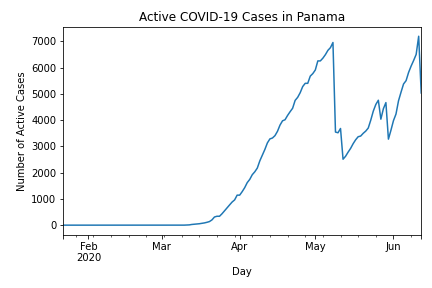 Active COVID-19 Cases in Panama
Number of Active Cases
7000
6000
5000
4000
3000
2000
1000
0
Feb Mar Apr May Jun
2020
Day